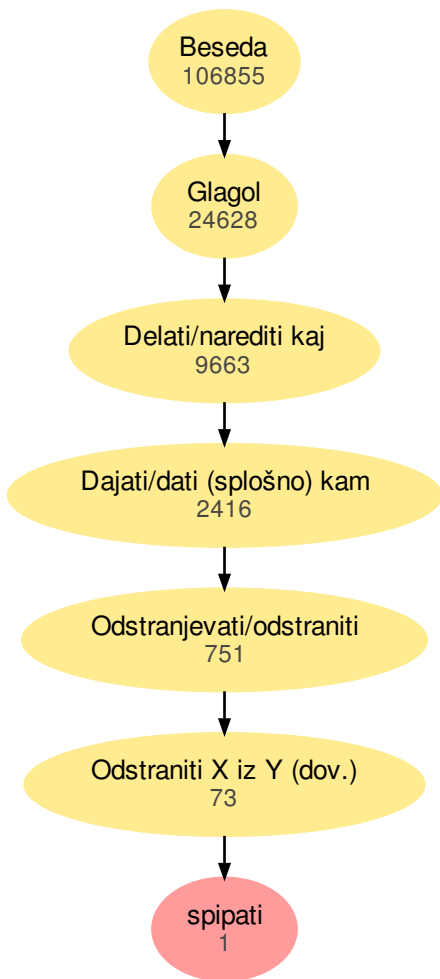 Beseda
106855
Glagol
24628
Delati/narediti kaj
9663
Dajati/dati (splošno) kam
2416
Odstranjevati/odstraniti
751
Odstraniti X iz Y (dov.)
73
spipati
1